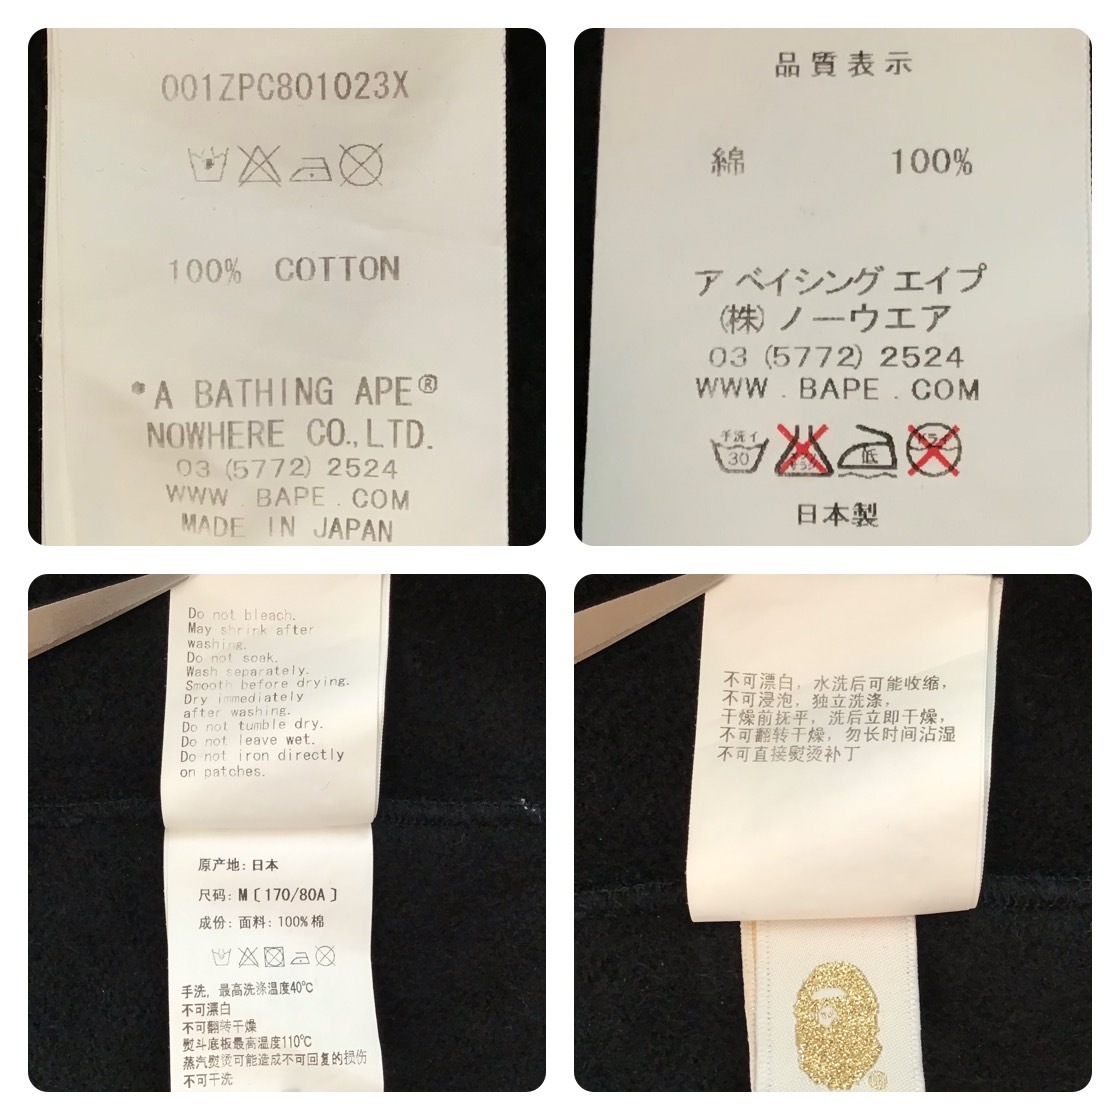 001ZPC801023X
100% COTTON
A BATHING APE®
NOWHERE CO.,LTD.
03 (5772) 2524
WWW . BAPE . COM
MADE IN JAPAN
品質表示
綿 100%
ア ベイシング エイプ
(株) ノーウエア
03 (5772) 2524
WWW . BAPE . COM
手洗イ
30
低
日本製
Do not bleach.
May shrink after
washing.
Do not soak.
Wash separately.
Smooth before drying.
Dry immediately
after washing.
Do not tumble dry.
Do not leave wet.
Do not iron directly
on patches.
原产地: 日本
尺码: M [170/80A]
成份: 面料: 100%棉
手洗, 最高洗涤温度40℃
不可漂白
不可翻转干燥
熨斗底板最高温度110℃
蒸汽熨烫可能造成不可回复的损伤
不可干洗
不可漂白, 水洗后可能收缩,
不可浸泡, 独立洗涤,
干燥前抚平, 洗后立即干燥,
不可翻转干燥, 勿长时间沾湿
不可直接熨烫补丁
®